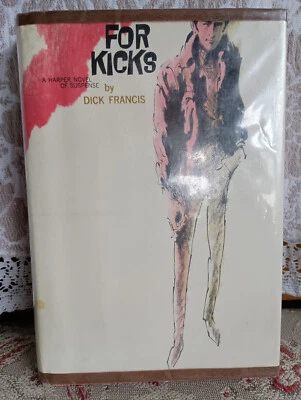 FOR
KICKS
A HARPER NOVEL
OF SUSPENSE
by
DICK FRANCIS